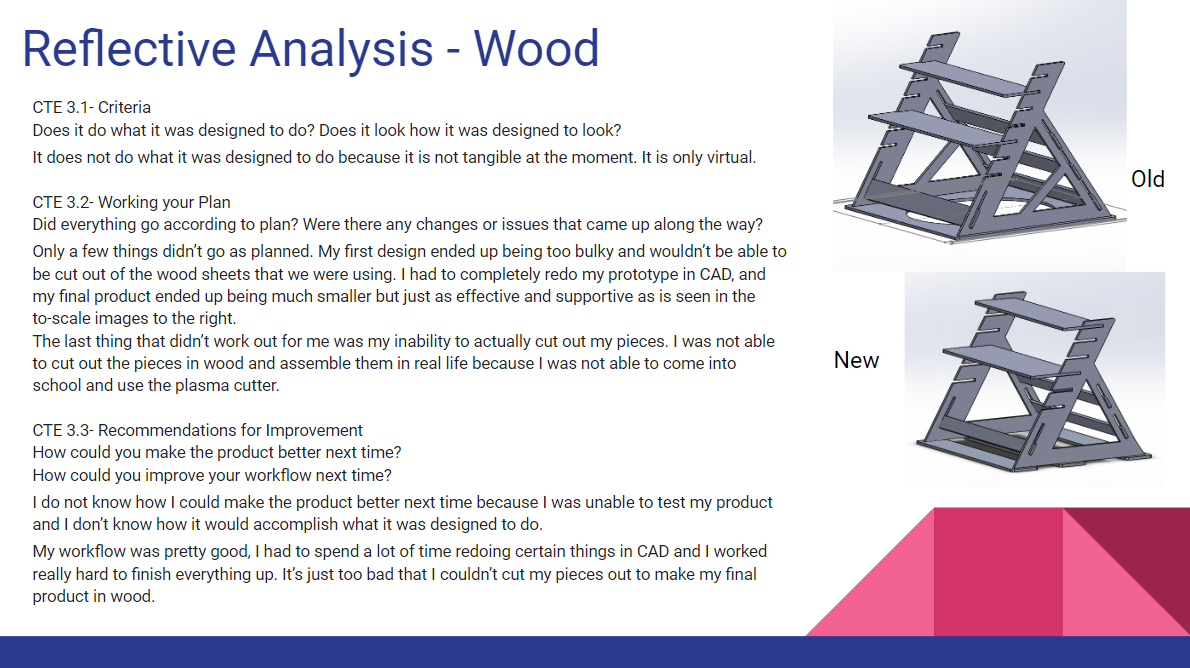 Reflective Analysis - Wood
CTE 3.1- Criteria
Does it do what it was designed to do? Does it look how it was designed to look?
It does not do what it was designed to do because it is not tangible at the moment. It is only virtual.
CTE 3.2- Working your Plan
Did everything go according to plan? Were there any changes or issues that came up along the way?
Only a few things didn’t go as planned. My first design ended up being too bulky and wouldn’t be able to
be cut out of the wood sheets that we were using. I had to completely redo my prototype in CAD, and
my final product ended up being much smaller but just as effective and supportive as is seen in the
to-scale images to the right.
The last thing that didn’t work out for me was my inability to actually cut out my pieces. I was not able
to cut out the pieces in wood and assemble them in real life because I was not able to come into
school and use the plasma cutter.
CTE 3.3- Recommendations for Improvement
How could you make the product better next time?
How could you improve your workflow next time?
I do not know how I could make the product better next time because I was unable to test my product
and I don’t know how it would accomplish what it was designed to do.
My workflow was pretty good, I had to spend a lot of time redoing certain things in CAD and I worked
really hard to finish everything up. It’s just too bad that I couldn’t cut my pieces out to make my final
product in wood.
Old
New